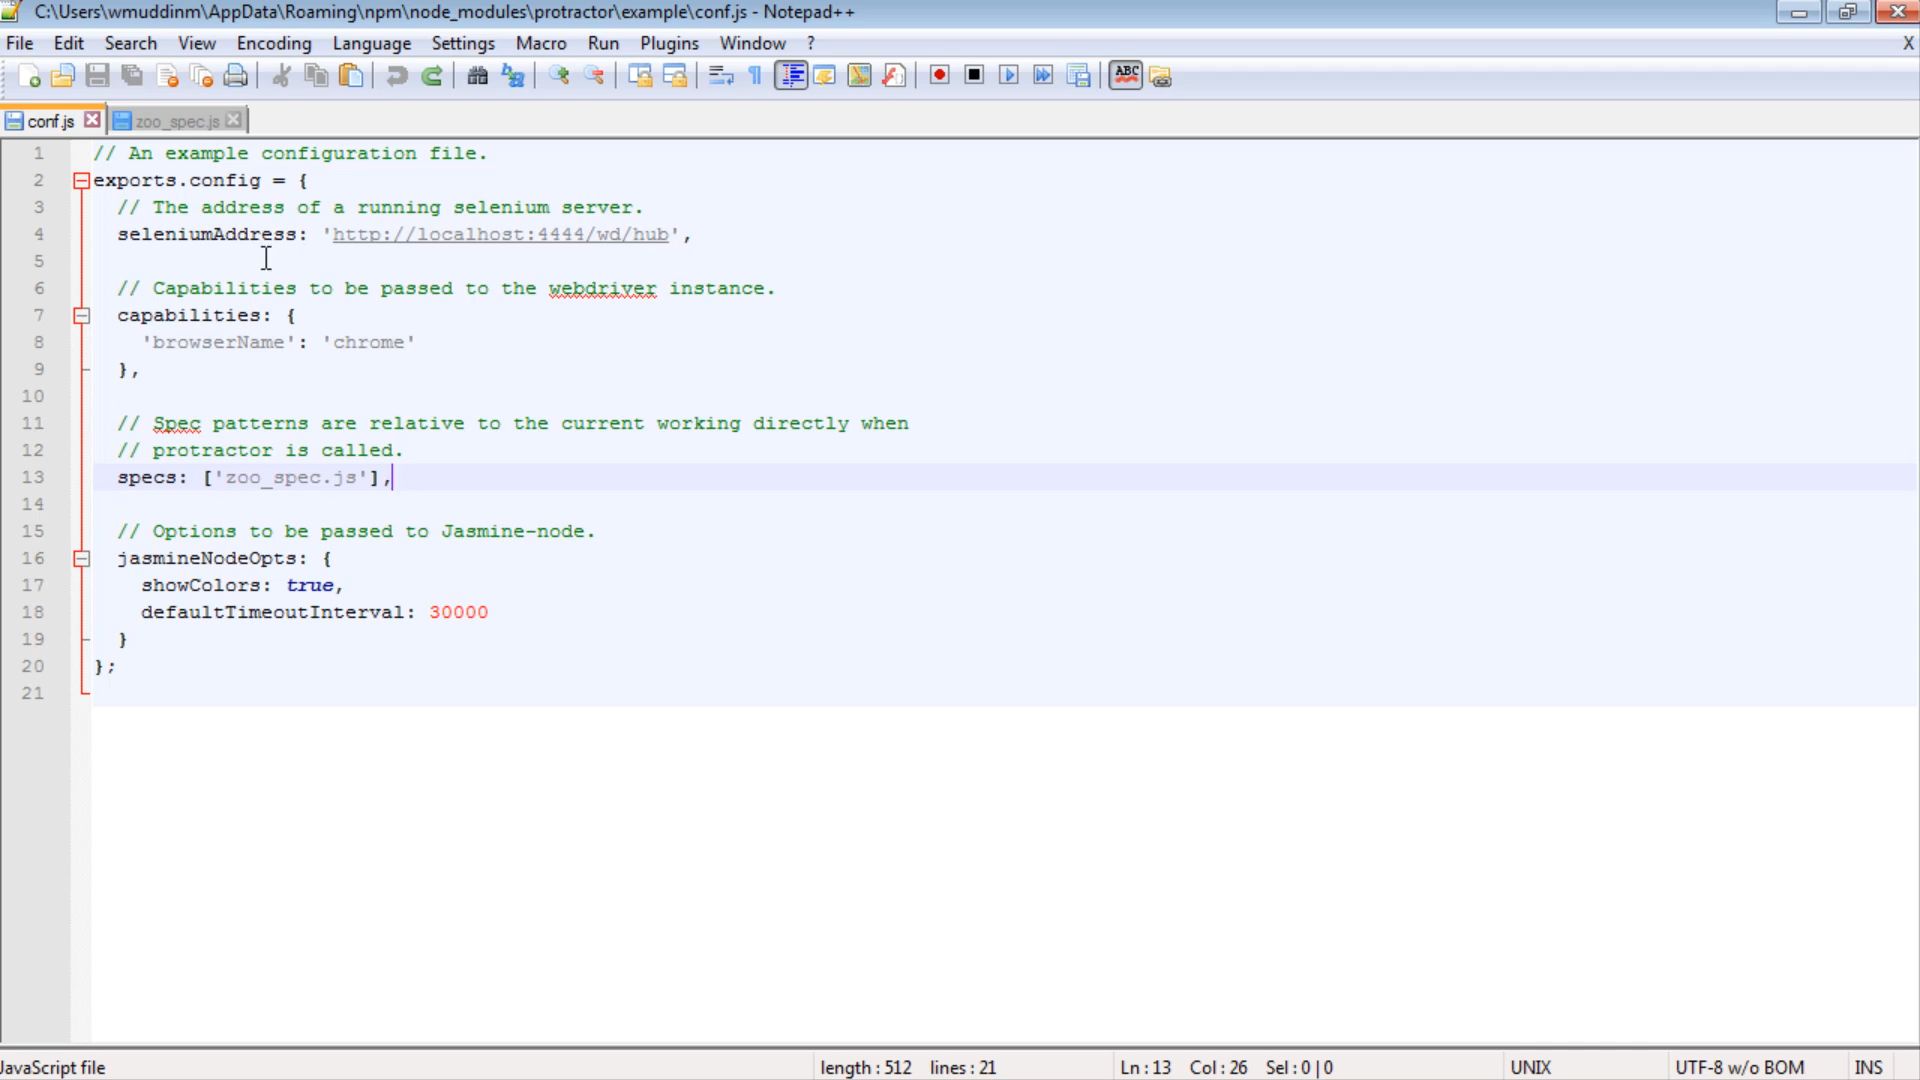 C:\Users\wmuddinm\AppData\Roaming\npm\node_modules\protractor\example\conf.js - Notepad++
File Edit Search View Encoding Language Settings Macro Run Plugins Window ? X
ABC
conf.js zoo_spec.js
1 // An example configuration file.
2 exports.config = {
3 // The address of a running selenium server.
4 seleniumAddress: 'http://localhost:4444/wd/hub',
5
6 // Capabilities to be passed to the webdriver instance.
7 capabilities: {
8 'browserName': 'chrome'
9 },
10
11 // Spec patterns are relative to the current working directly when
12 // protractor is called.
13 specs: ['zoo_spec.js'],
14
15 // Options to be passed to Jasmine-node.
16 jasmineNodeOpts: {
17 showColors: true,
18 defaultTimeoutInterval: 30000
19 }
20 };
21
JavaScript file length : 512 lines : 21 Ln : 13 Col : 26 Sel : 0 | 0 UNIX UTF-8 w/o BOM INS